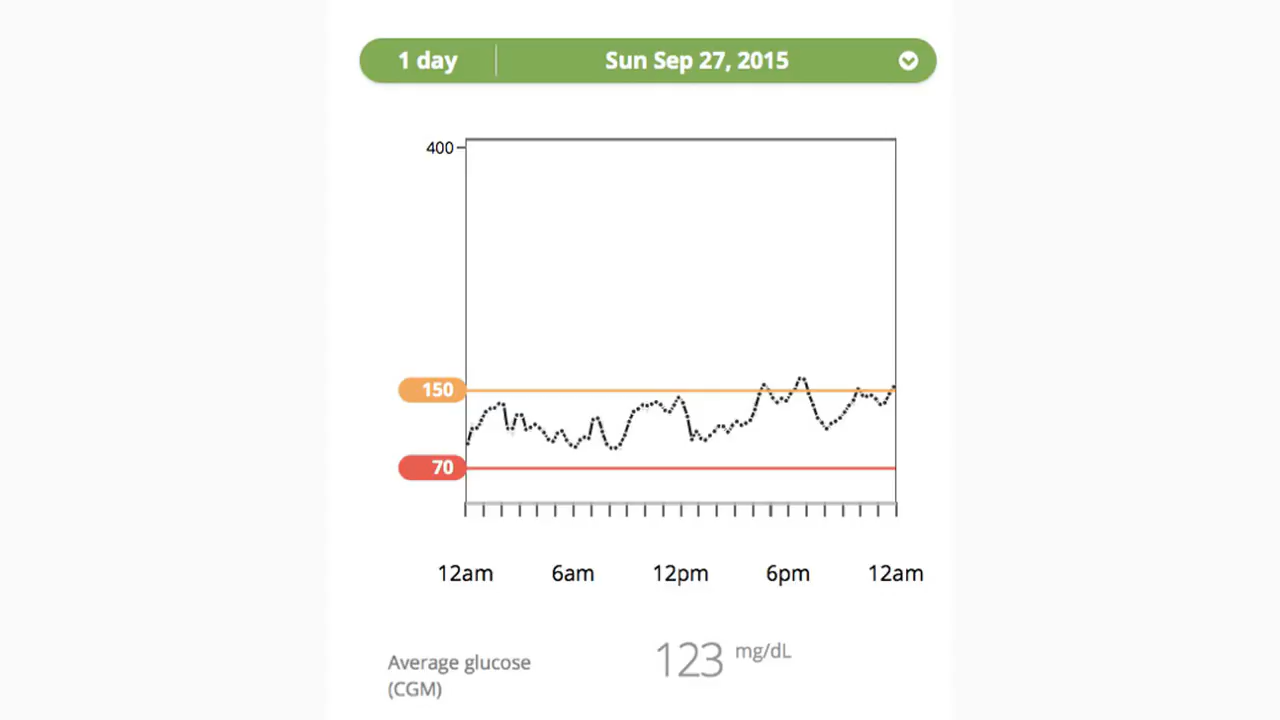 1 day Sun Sep 27, 2015
400
150
70
12am 6am 12pm 6pm 12am
Average glucose 123 mg/dL
(CGM)